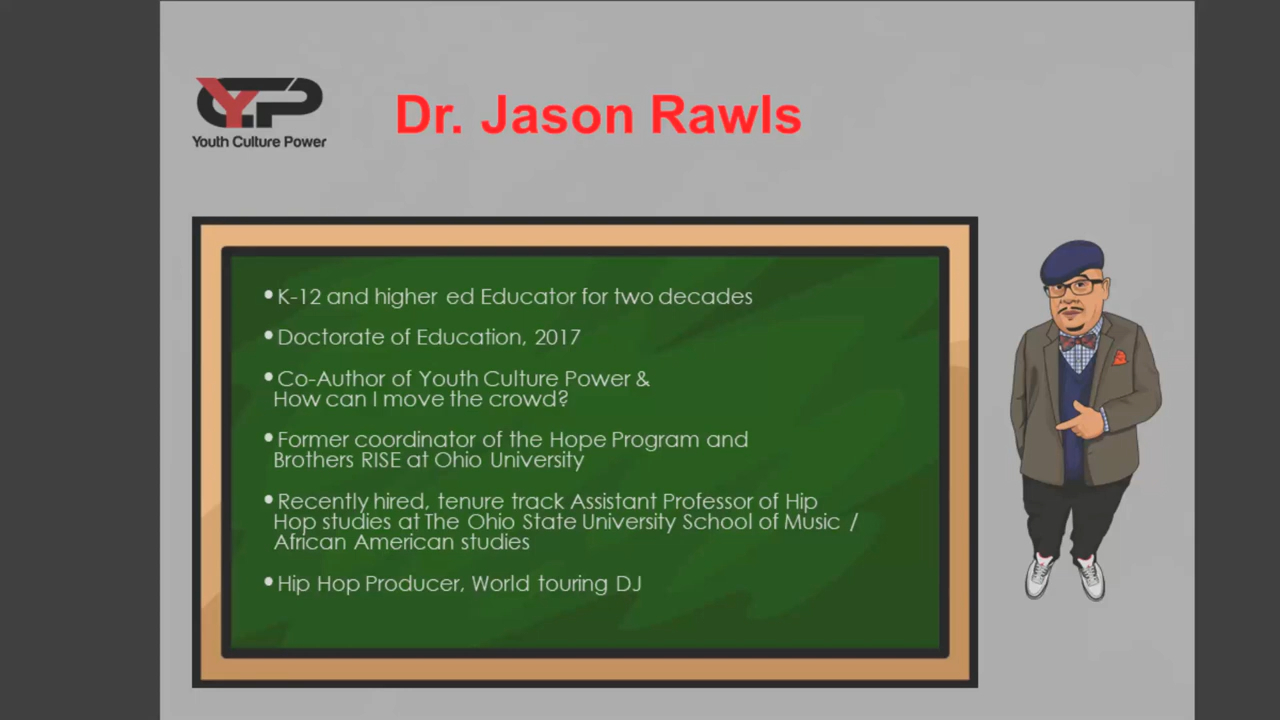 YCP
Youth Culture Power
Dr. Jason Rawls
•K-12 and higher ed Educator for two decades
•Doctorate of Education, 2017
•Co-Author of Youth Culture Power &
How can I move the crowd?
•Former coordinator of the Hope Program and
Brothers RISE at Ohio University
•Recently hired, tenure track Assistant Professor of Hip
Hop studies at The Ohio State University School of Music /
African American studies
•Hip Hop Producer, World touring DJ